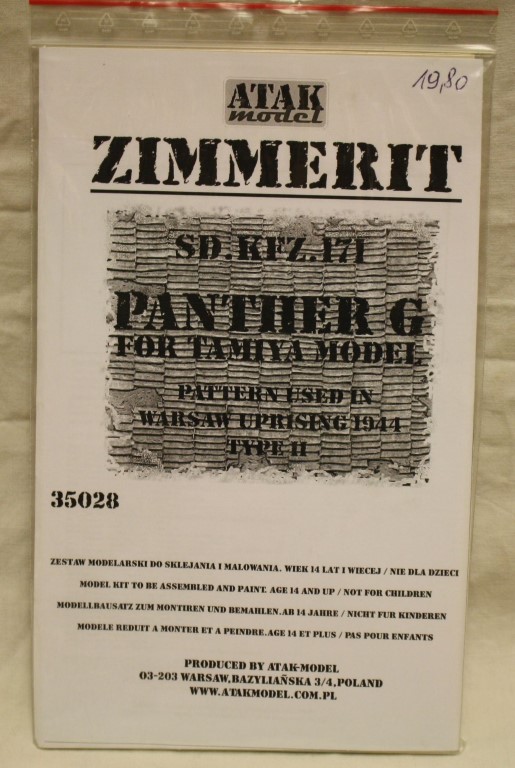 19,80
ATAK
model
ZIMMERIT
SD.KFZ.171
PANTHER G
FOR TAMIYA MODEL
PATTERN USED IN
WARSAW UPRISING 1944
TYPE II
35028
ZESTAW MODELARSKI DO SKLEJANIA I MALOWANIA. WIEK 14 LAT I WIECEJ / NIE DLA DZIECI
MODEL KIT TO BE ASSEMBLED AND PAINT. AGE 14 AND UP / NOT FOR CHILDREN
MODELLBAUSATZ ZUM MONTIREN UND BEMAHLEN. AB 14 JAHRE / NICHT FUR KINDEREN
MODELE REDUIT A MONTER ET A PEINDRE. AGE 14 ET PLUS / PAS POUR ENFANTS
PRODUCED BY ATAK-MODEL
03-203 WARSAW, BAZYLIAŃSKA 3/4, POLAND
WWW.ATAKMODEL.COM.PL